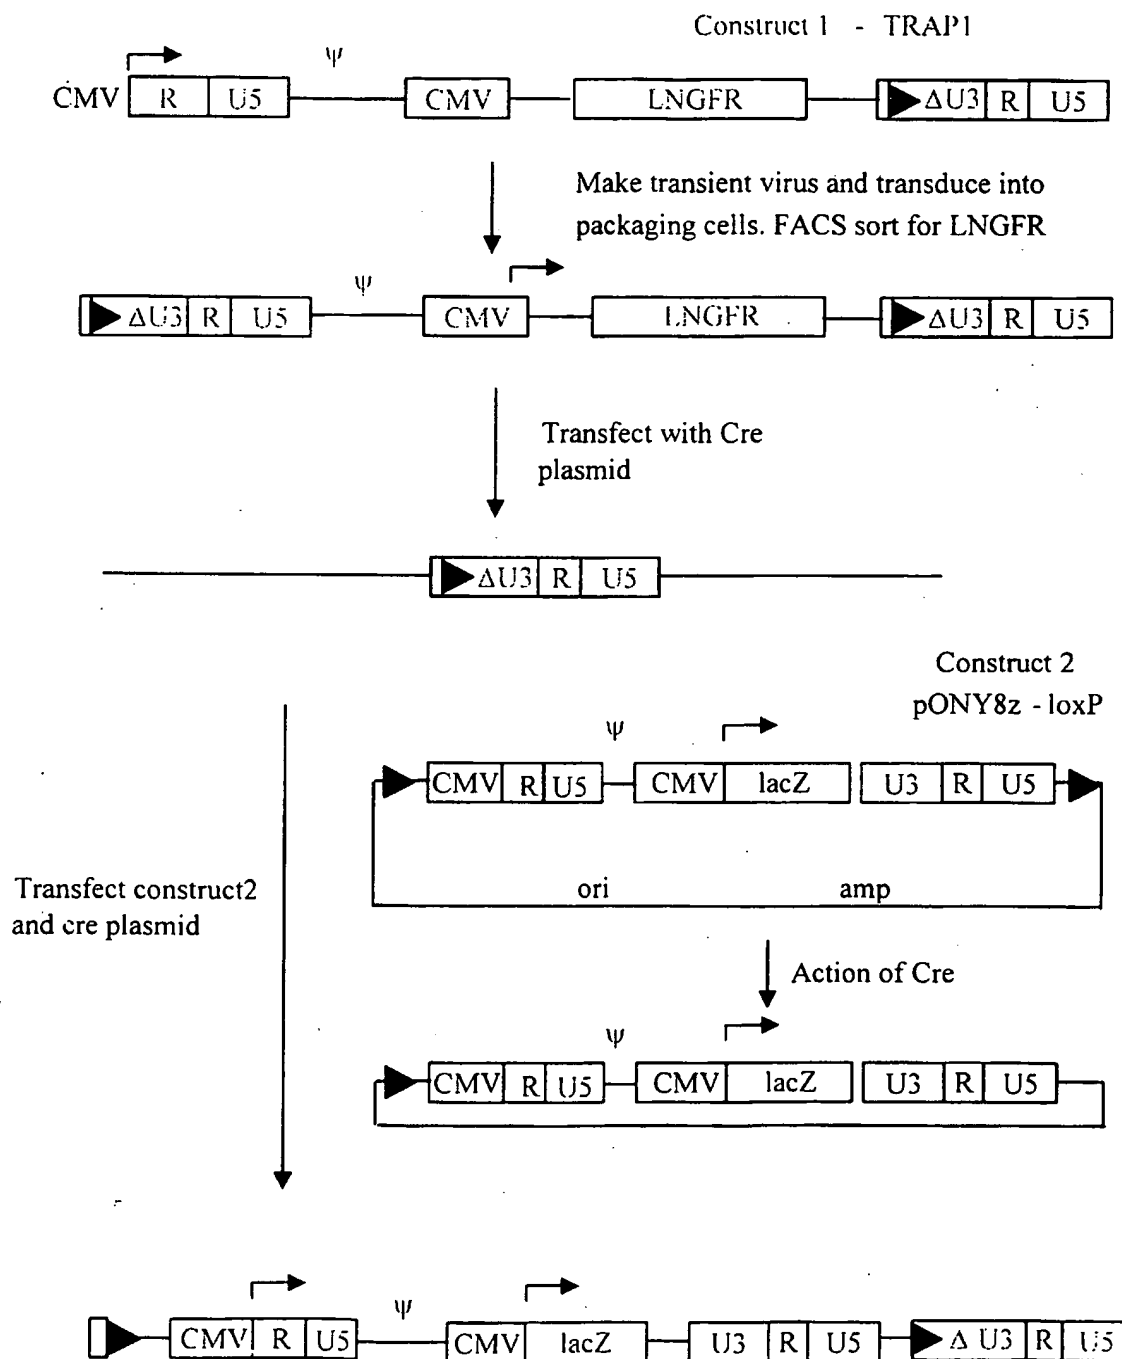 Construct 1 - TRAP1
ψ
CMV R U5 CMV LNGFR ΔU3 R U5
Make transient virus and transduce into
packaging cells. FACS sort for LNGFR
ψ
ΔU3 R U5 CMV LNGFR ΔU3 R U5
Transfect with Cre
plasmid
ΔU3 R U5
Construct 2
pONY8z - loxP
ψ
CMV R U5 CMV lacZ U3 R U5
ori amp
Transfect construct2
and cre plasmid
Action of Cre
ψ
CMV R U5 CMV lacZ U3 R U5
ψ
CMV R U5 CMV lacZ U3 R U5 Δ U3 R U5